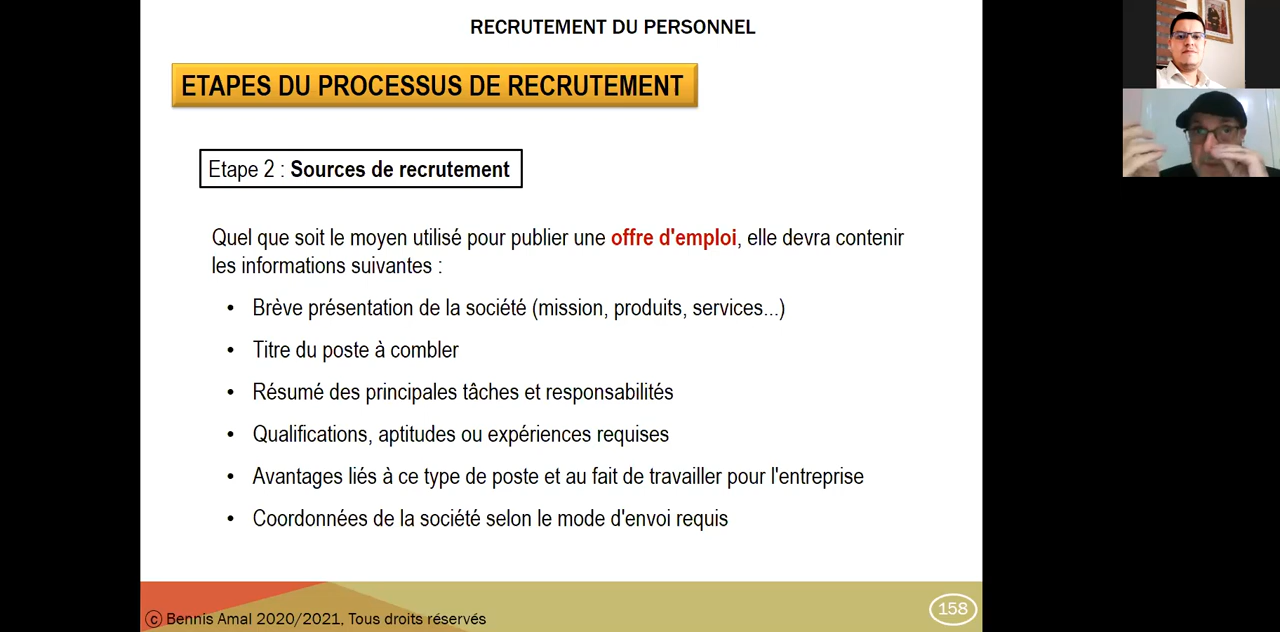 RECRUTEMENT DU PERSONNEL
ETAPES DU PROCESSUS DE RECRUTEMENT
Etape 2 : Sources de recrutement
Quel que soit le moyen utilisé pour publier une offre d'emploi, elle devra contenir
les informations suivantes :
• Brève présentation de la société (mission, produits, services...)
• Titre du poste à combler
• Résumé des principales tâches et responsabilités
• Qualifications, aptitudes ou expériences requises
• Avantages liés à ce type de poste et au fait de travailler pour l'entreprise
• Coordonnées de la société selon le mode d'envoi requis
© Bennis Amal 2020/2021, Tous droits réservés
158